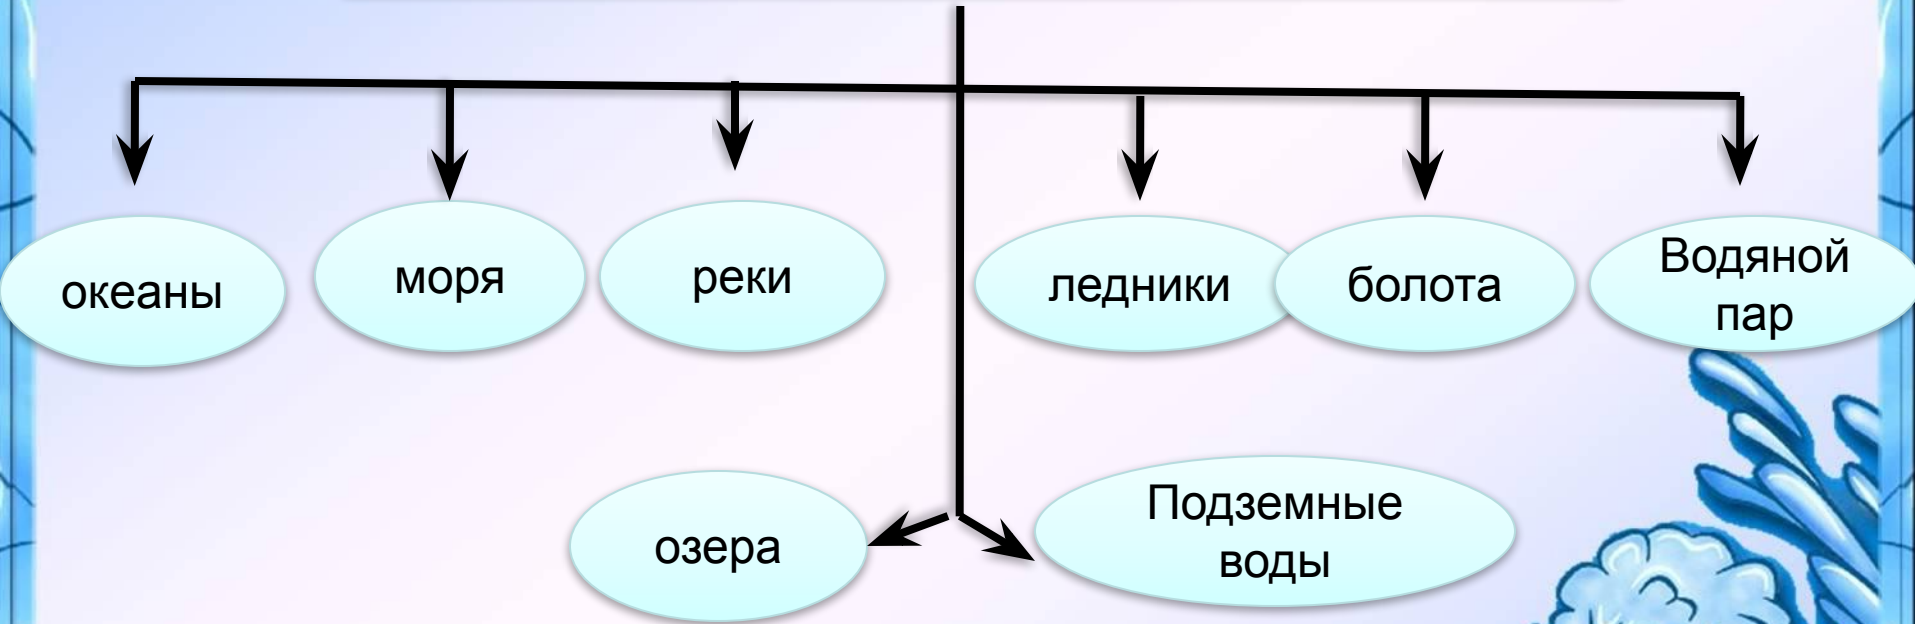 океаны
моря
реки
ледники
болота
Водяной
пар
озера
Подземные
воды